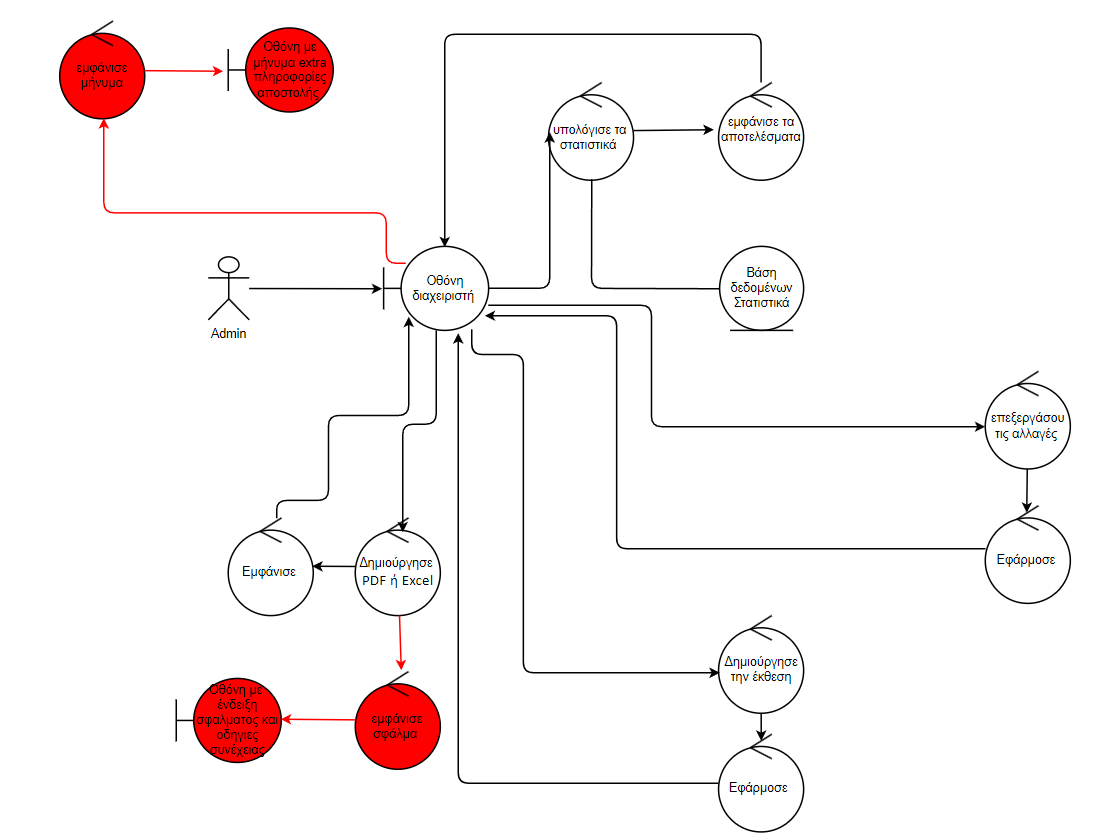 εμφάνισε
μήνυμα
Οθόνη με
μήνυμα extra
πληροφορίες
αποστολής
υπολόγισε τα
στατιστικά
εμφάνισε τα
αποτελέσματα
Οθόνη
διαχειριστή
Βάση
δεδομένων
Στατιστικά
Admin
επεξεργάσου
τις αλλαγές
Εφάρμοσε
Εμφάνισε
Δημιούργησε
PDF ή Excel
Δημιούργησε
την έκθεση
Οθόνη με
ένδειξη
σφαλματος και
οδηγιες
συνέχειας
εμφάνισε
σφάλμα
Εφάρμοσε